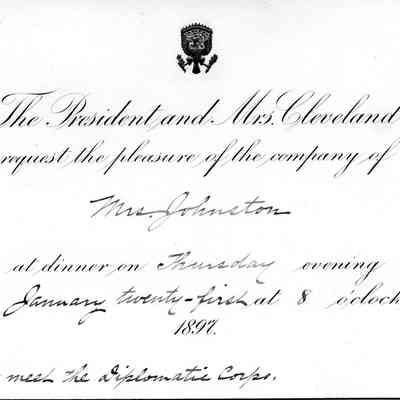 The President and Mrs. Cleveland
request the pleasure of the company of
Mrs. Johnston
at dinner on Thursday evening
January twenty-first at 8 o'clock
1897.
meet the Diplomatic Corps.